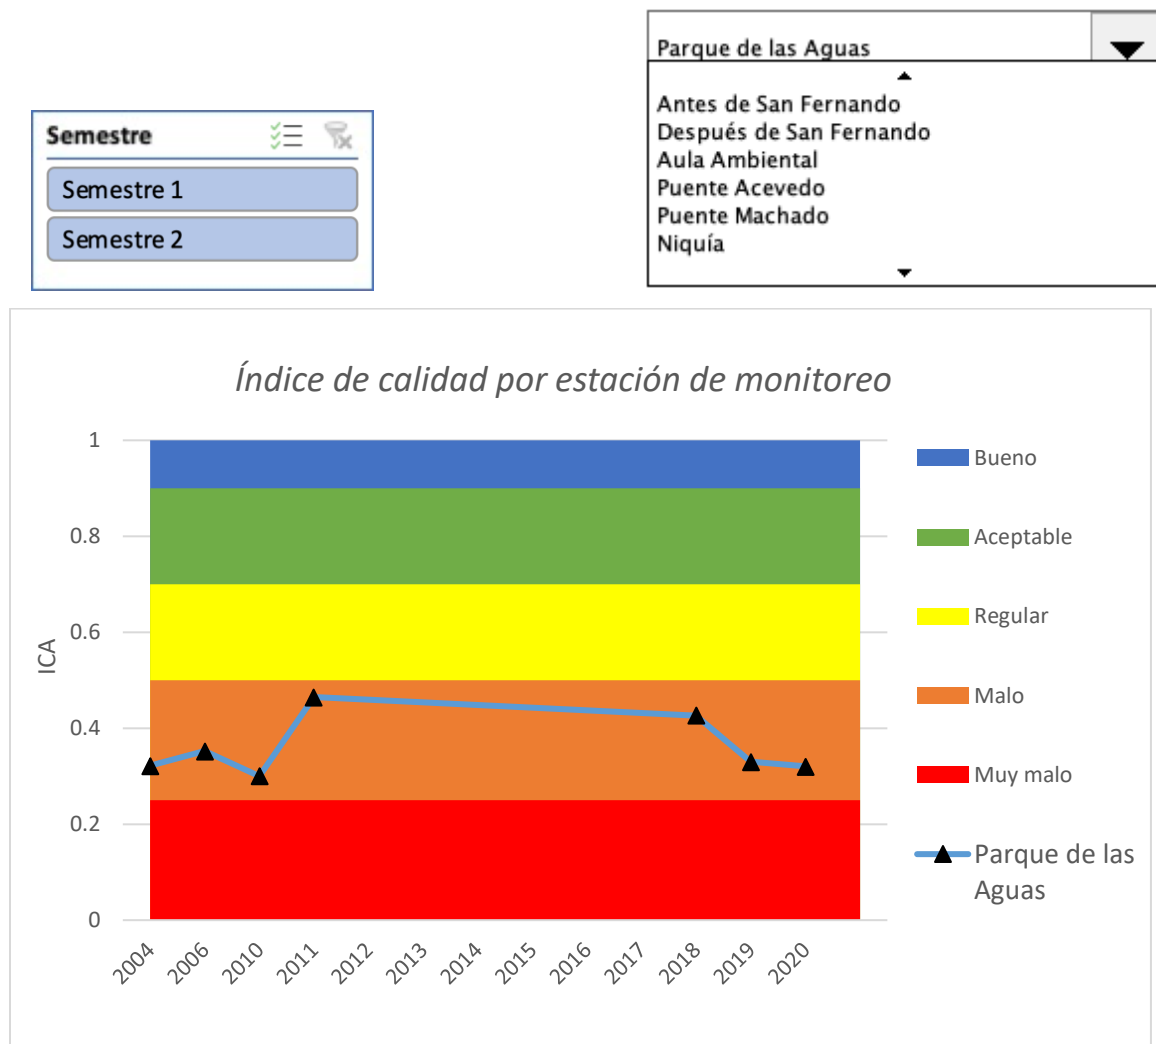 Parque de las Aguas
Antes de San Fernando
Después de San Fernando
Aula Ambiental
Puente Acevedo
Puente Machado
Niquía
Semestre
Semestre 1
Semestre 2
Índice de calidad por estación de monitoreo
1
0.8
0.6
0.4
0.2
0
ICA
2004
2006
2010
2011
2012
2013
2014
2015
2016
2017
2018
2019
2020
Bueno
Aceptable
Regular
Malo
Muy malo
Parque de las
Aguas